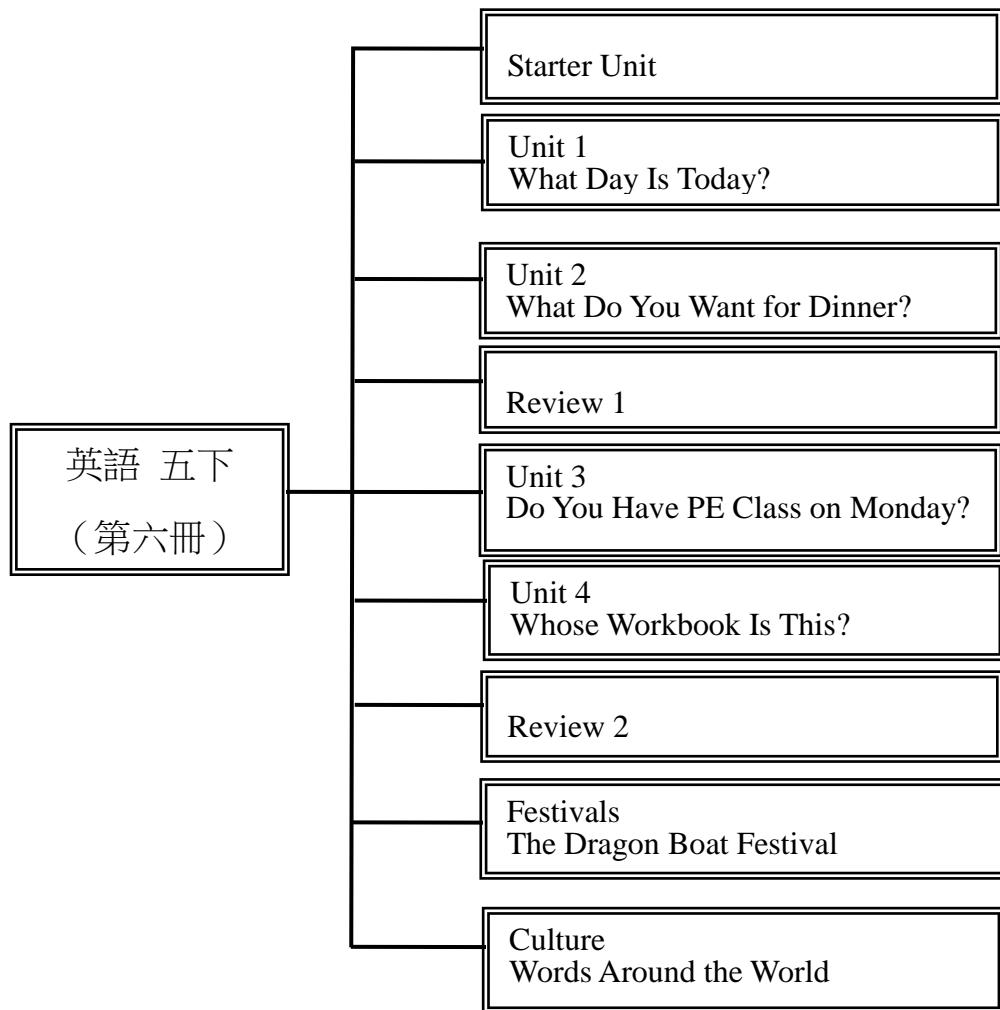 英語 五下
（第六冊）
Starter Unit
Unit 1
What Day Is Today?
Unit 2
What Do You Want for Dinner?
Review 1
Unit 3
Do You Have PE Class on Monday?
Unit 4
Whose Workbook Is This?
Review 2
Festivals
The Dragon Boat Festival
Culture
Words Around the World